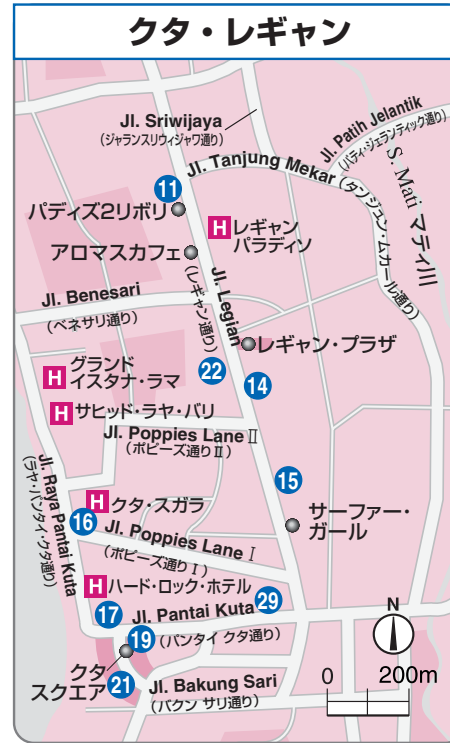 クタ・レギャン
Jl. Sriwijaya
(ジャランスリウィジャワ通り)
Jl. Patih Jelantik
(パティ・ジェランティック通り)
S. Mati マティ川
Jl. Tanjung Mekar (タンジュン・ムカール通り)
11
パディズ2リボリ
H レギャン
パラディソ
アロマスカフェ
Jl. Legian
(レギャン通り)
Jl. Benesari
(ベネサリ通り)
レギャン・プラザ
22
14
H グランド
イスタナ・ラマ
H サヒッド・ラヤ・バリ
Jl. Poppies Lane Ⅱ
(ポピーズ通りⅡ)
Jl. Raya Pantai Kuta
(ラヤ・パンタイ・クタ通り)
15
H クタ・スガラ
16
サーファー・
ガール
Jl. Poppies Lane Ⅰ
(ポピーズ通りⅠ)
H ハード・ロック・ホテル
17
29
Jl. Pantai Kuta
(パンタイ クタ通り)
19
クタ
スクエア
21
Jl. Bakung Sari
(バクン サリ通り)
N
0 200m